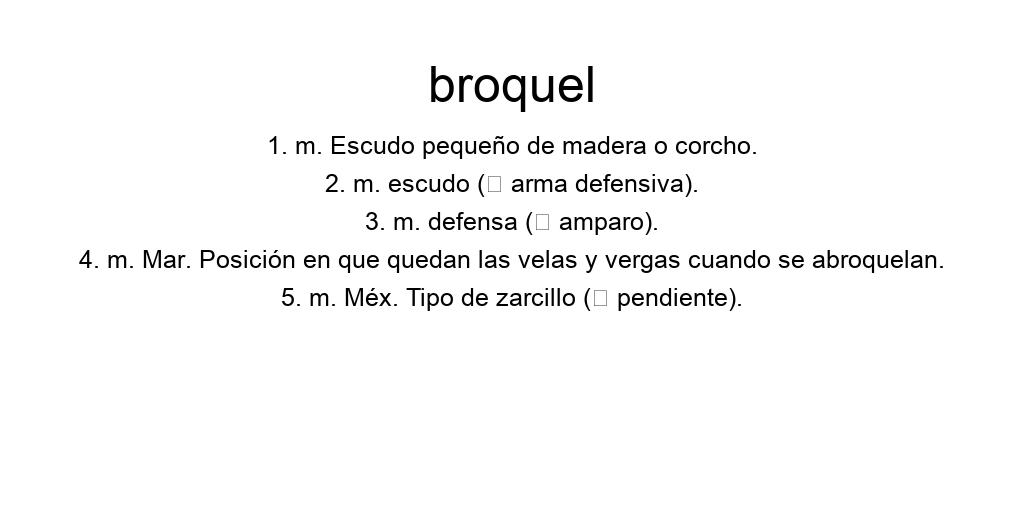 broquel
1. m. Escudo pequeño de madera o corcho.
2. m. escudo (□ arma defensiva).
3. m. defensa (□ amparo).
4. m. Mar. Posición en que quedan las velas y vergas cuando se abroquelan.
5. m. Méx. Tipo de zarcillo (□ pendiente).